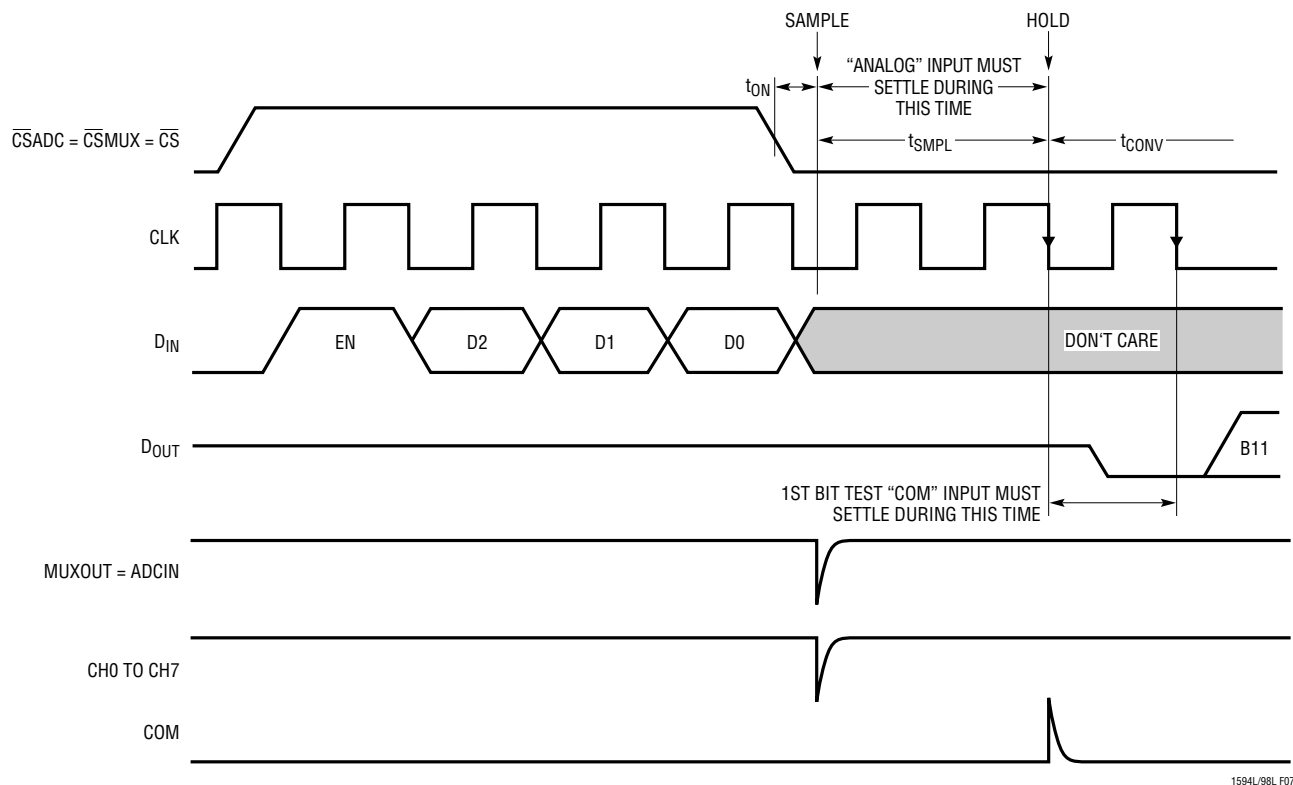 SAMPLE
HOLD
“ANALOG” INPUT MUST
SETTLE DURING
THIS TIME
tON
CSADC = CSMUX = CS
tSMPL
tCONV
CLK
DIN
EN
D2
D1
D0
DON‘T CARE
DOUT
B11
1ST BIT TEST “COM” INPUT MUST
SETTLE DURING THIS TIME
MUXOUT = ADCIN
CH0 TO CH7
COM
1594L/98L F07